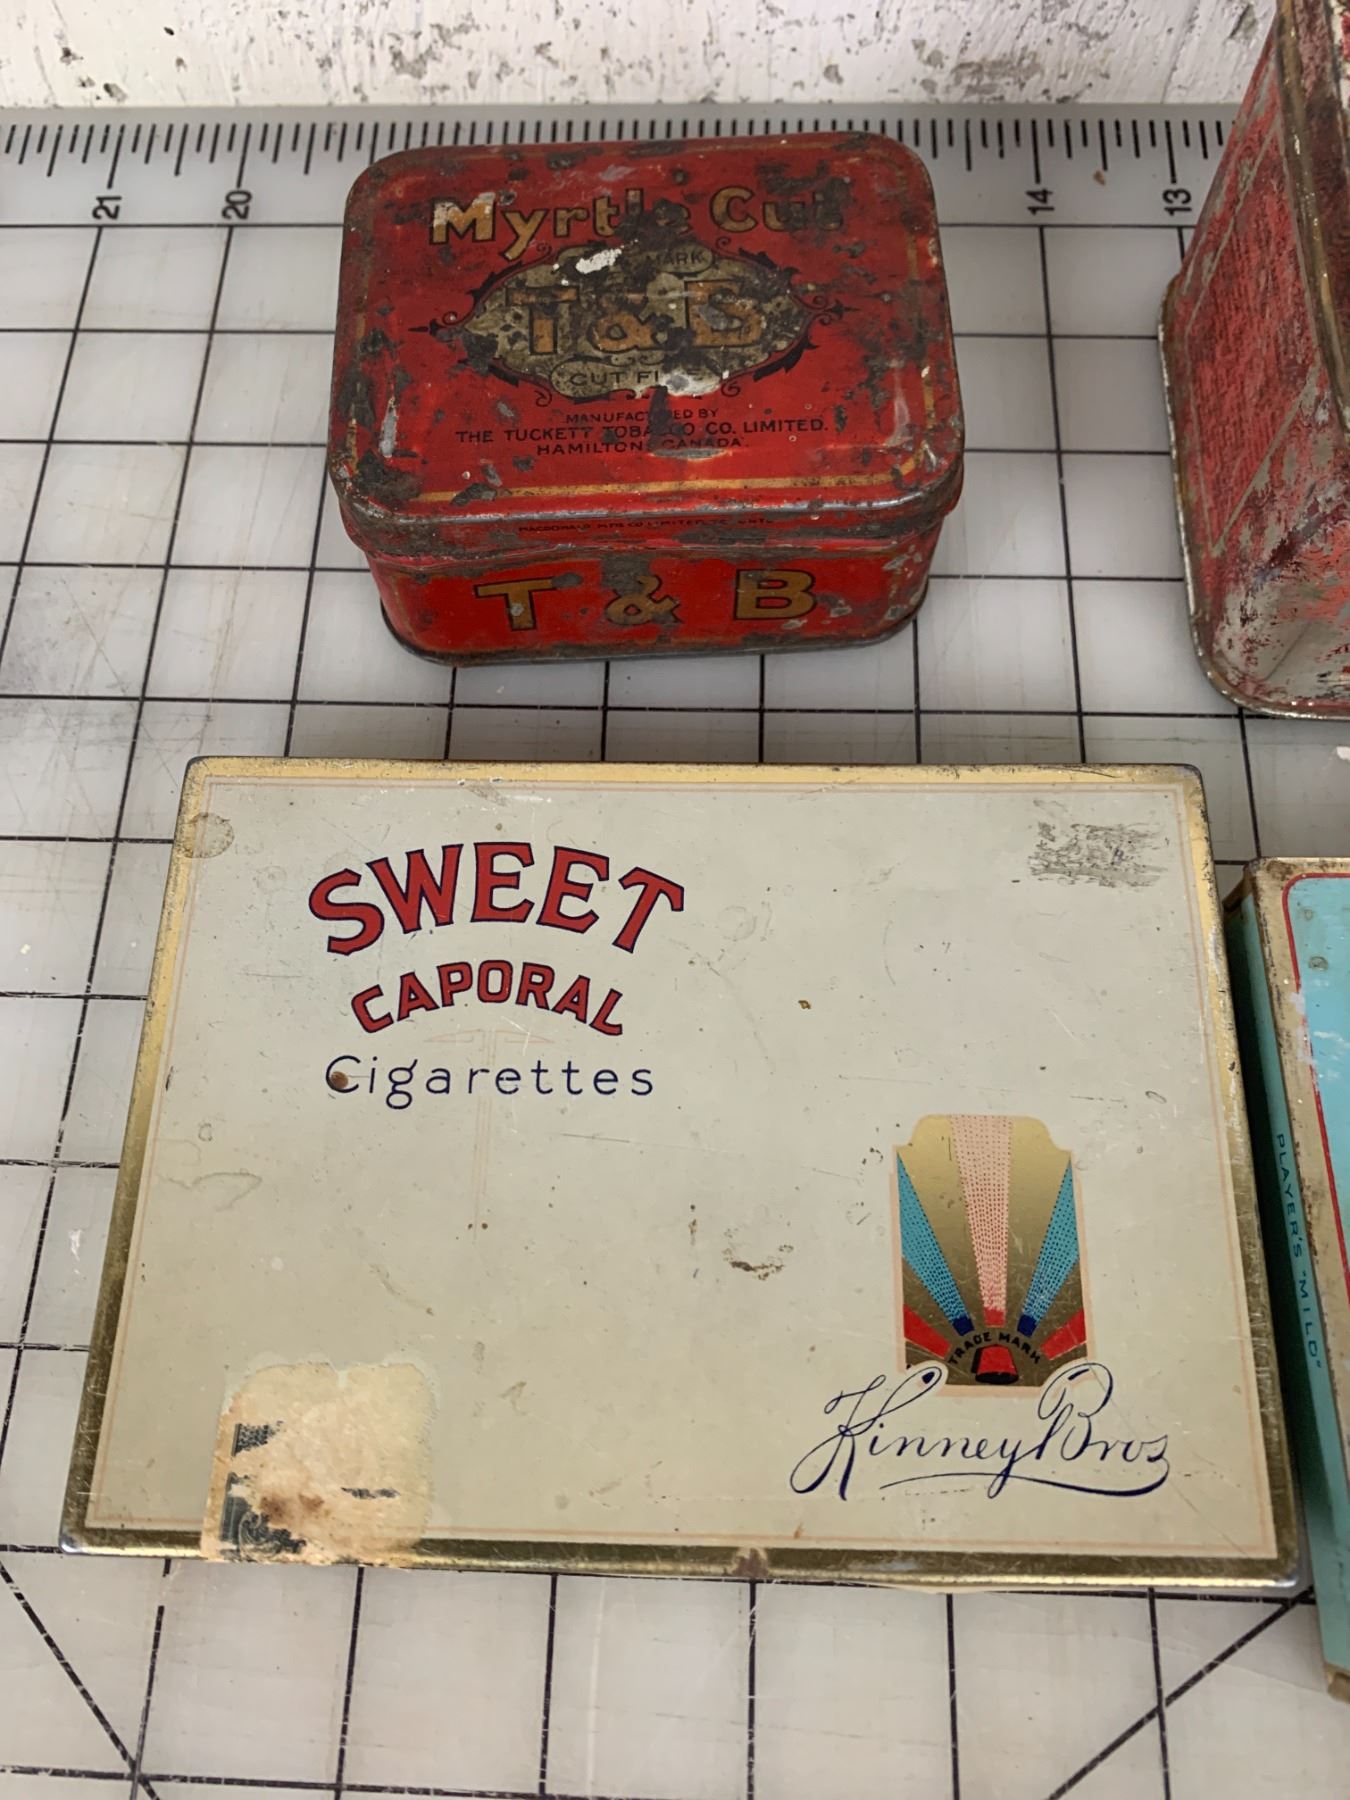 21
20
14
13
Myrtle Cut
MARK
T & B
CUT
MANUFACTURED BY
THE TUCKETT TOBACCO CO. LIMITED.
HAMILTON, CANADA.
T & B
SWEET
CAPORAL
Cigarettes
TRADE MARK
Kinney Bros
PLAYER'S "MILD"